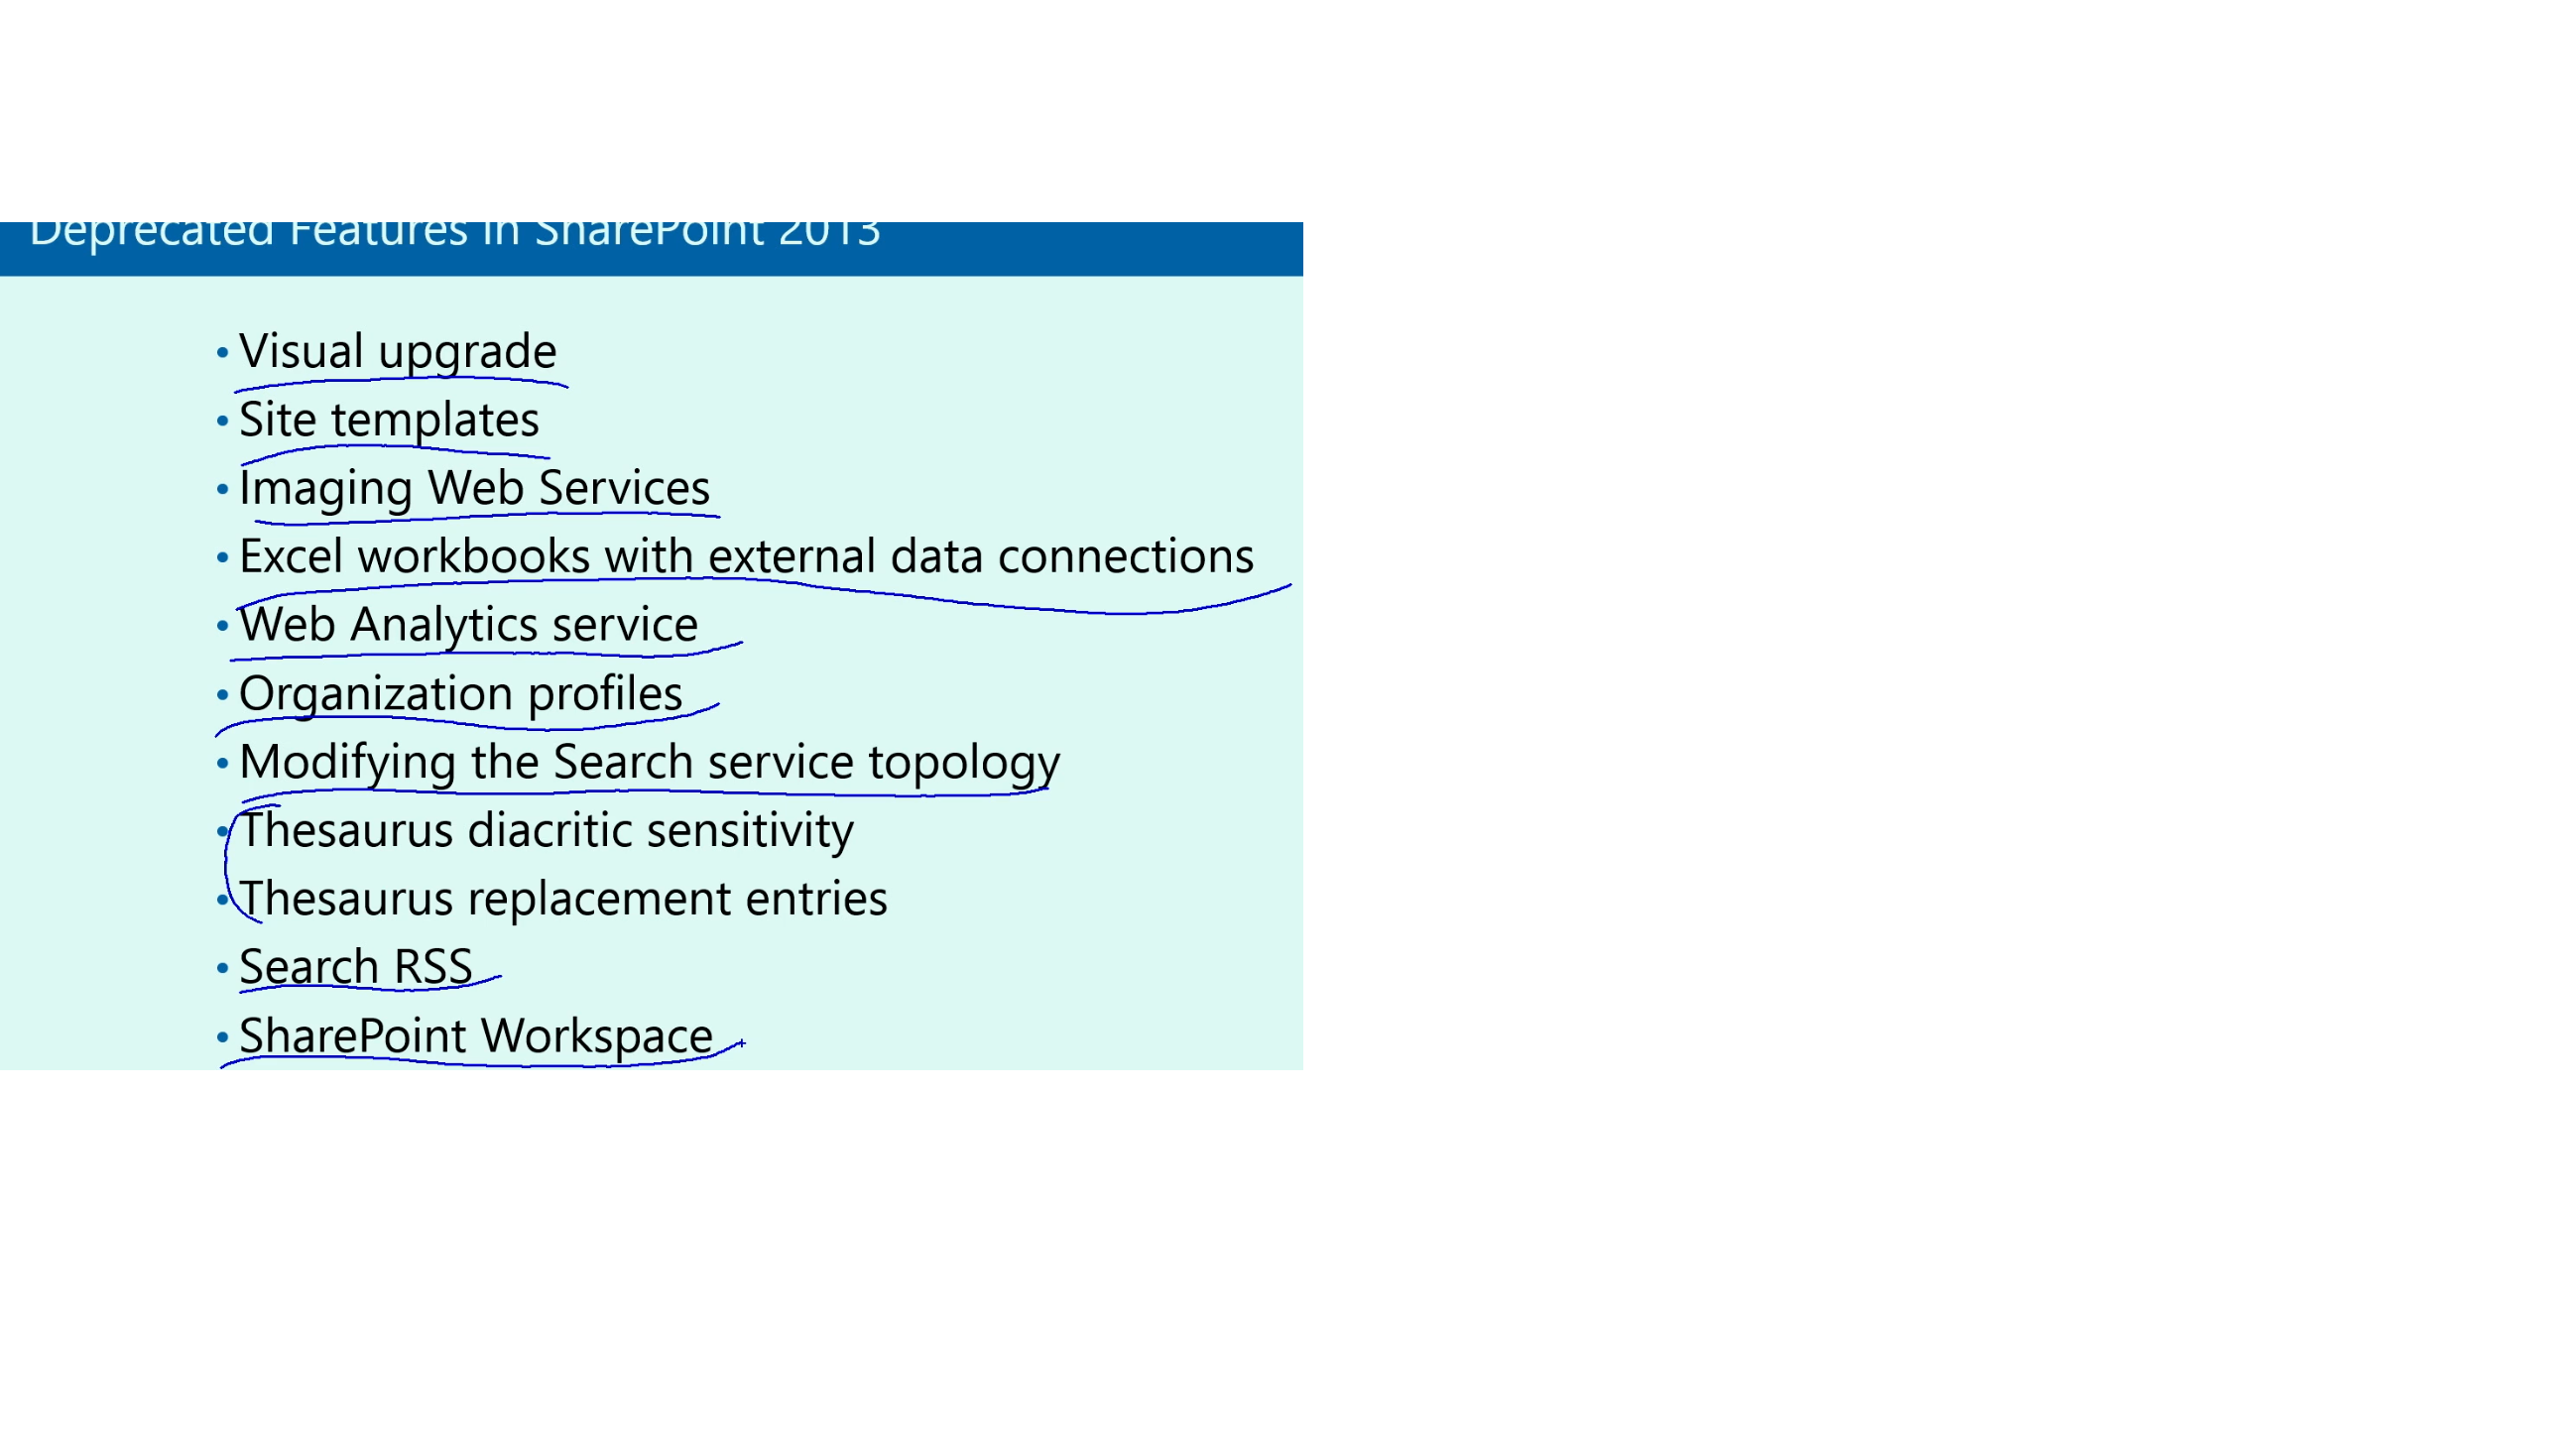 Deprecated Features in SharePoint 2013
• Visual upgrade
• Site templates
• Imaging Web Services
• Excel workbooks with external data connections
• Web Analytics service
• Organization profiles
• Modifying the Search service topology
• Thesaurus diacritic sensitivity
• Thesaurus replacement entries
• Search RSS
• SharePoint Workspace